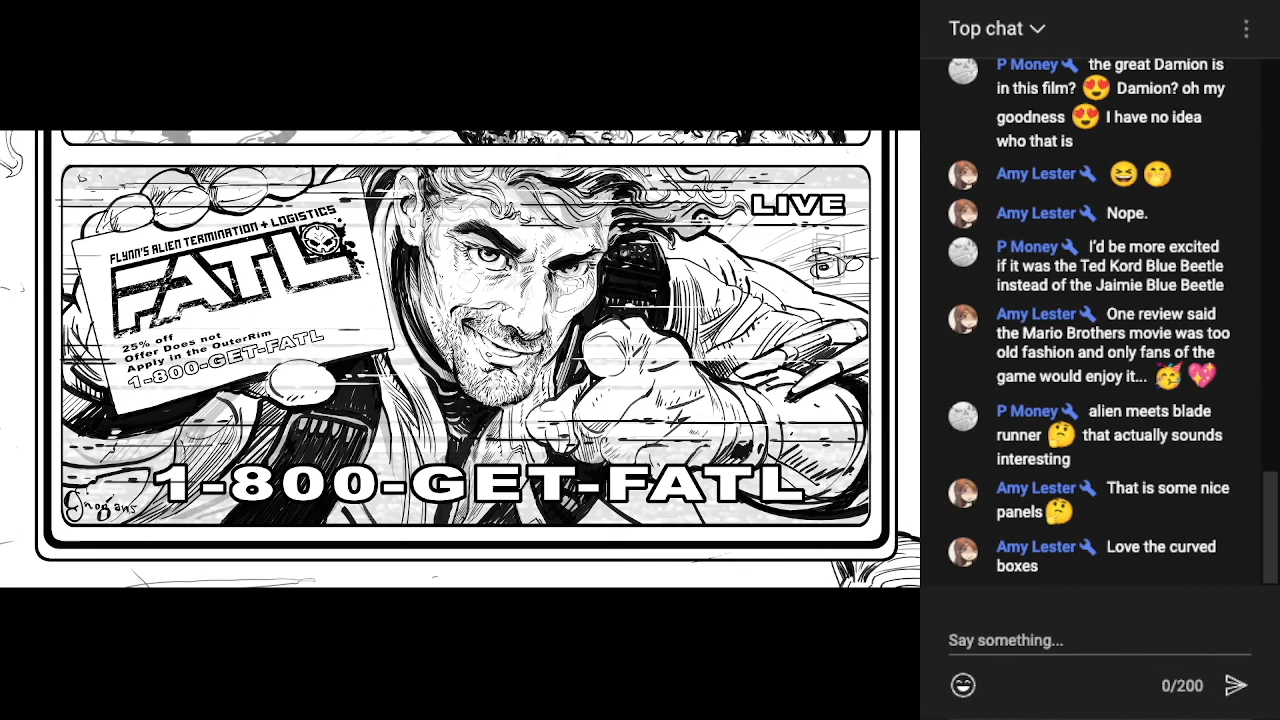 LIVE
FLYNN'S ALIEN TERMINATION + LOGISTICS
FATL
25% off
Offer Does not
Apply in the OuterRim
1-800-GET-FATL
1-800-GET-FATL
Top chat
P Money the great Damion is
in this film? 😍 Damion? oh my
goodness 😍 I have no idea
who that is
Amy Lester 😆 🤭
Amy Lester Nope.
P Money I'd be more excited
if it was the Ted Kord Blue Beetle
instead of the Jaimie Blue Beetle
Amy Lester One review said
the Mario Brothers movie was too
old fashion and only fans of the
game would enjoy it... 🥳 💖
P Money alien meets blade
runner 🤔 that actually sounds
interesting
Amy Lester That is some nice
panels 🤔
Amy Lester Love the curved
boxes
Say something...
0/200